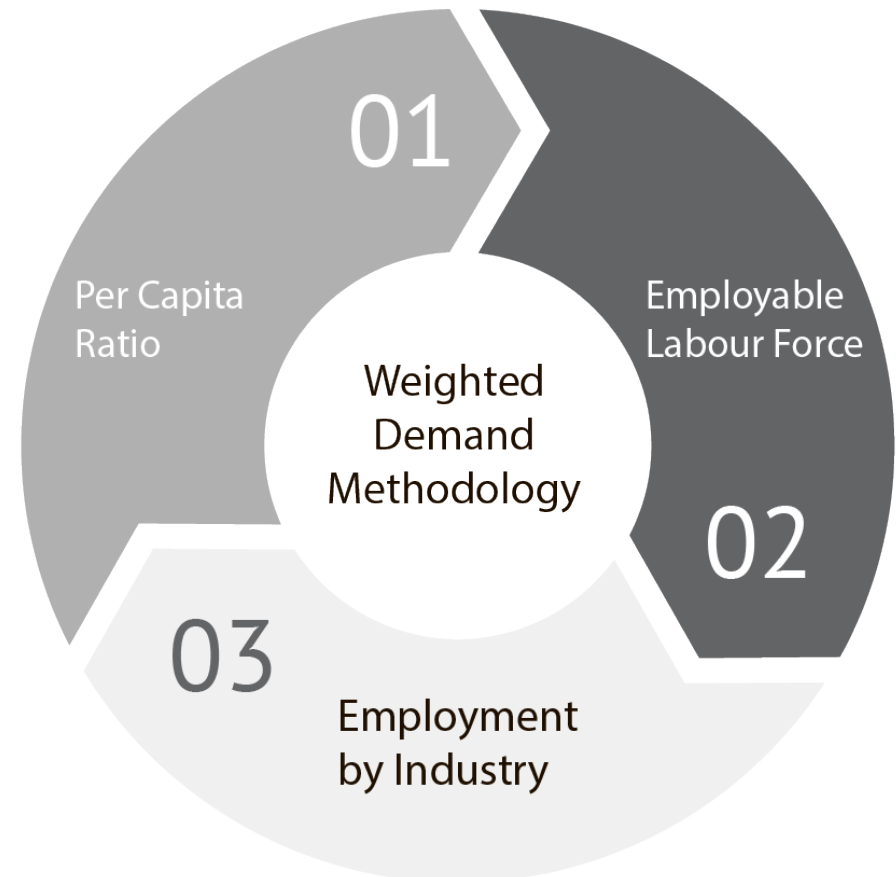 01
Per Capita
Ratio
Employable
Labour Force
02
Weighted
Demand
Methodology
03
Employment
by Industry